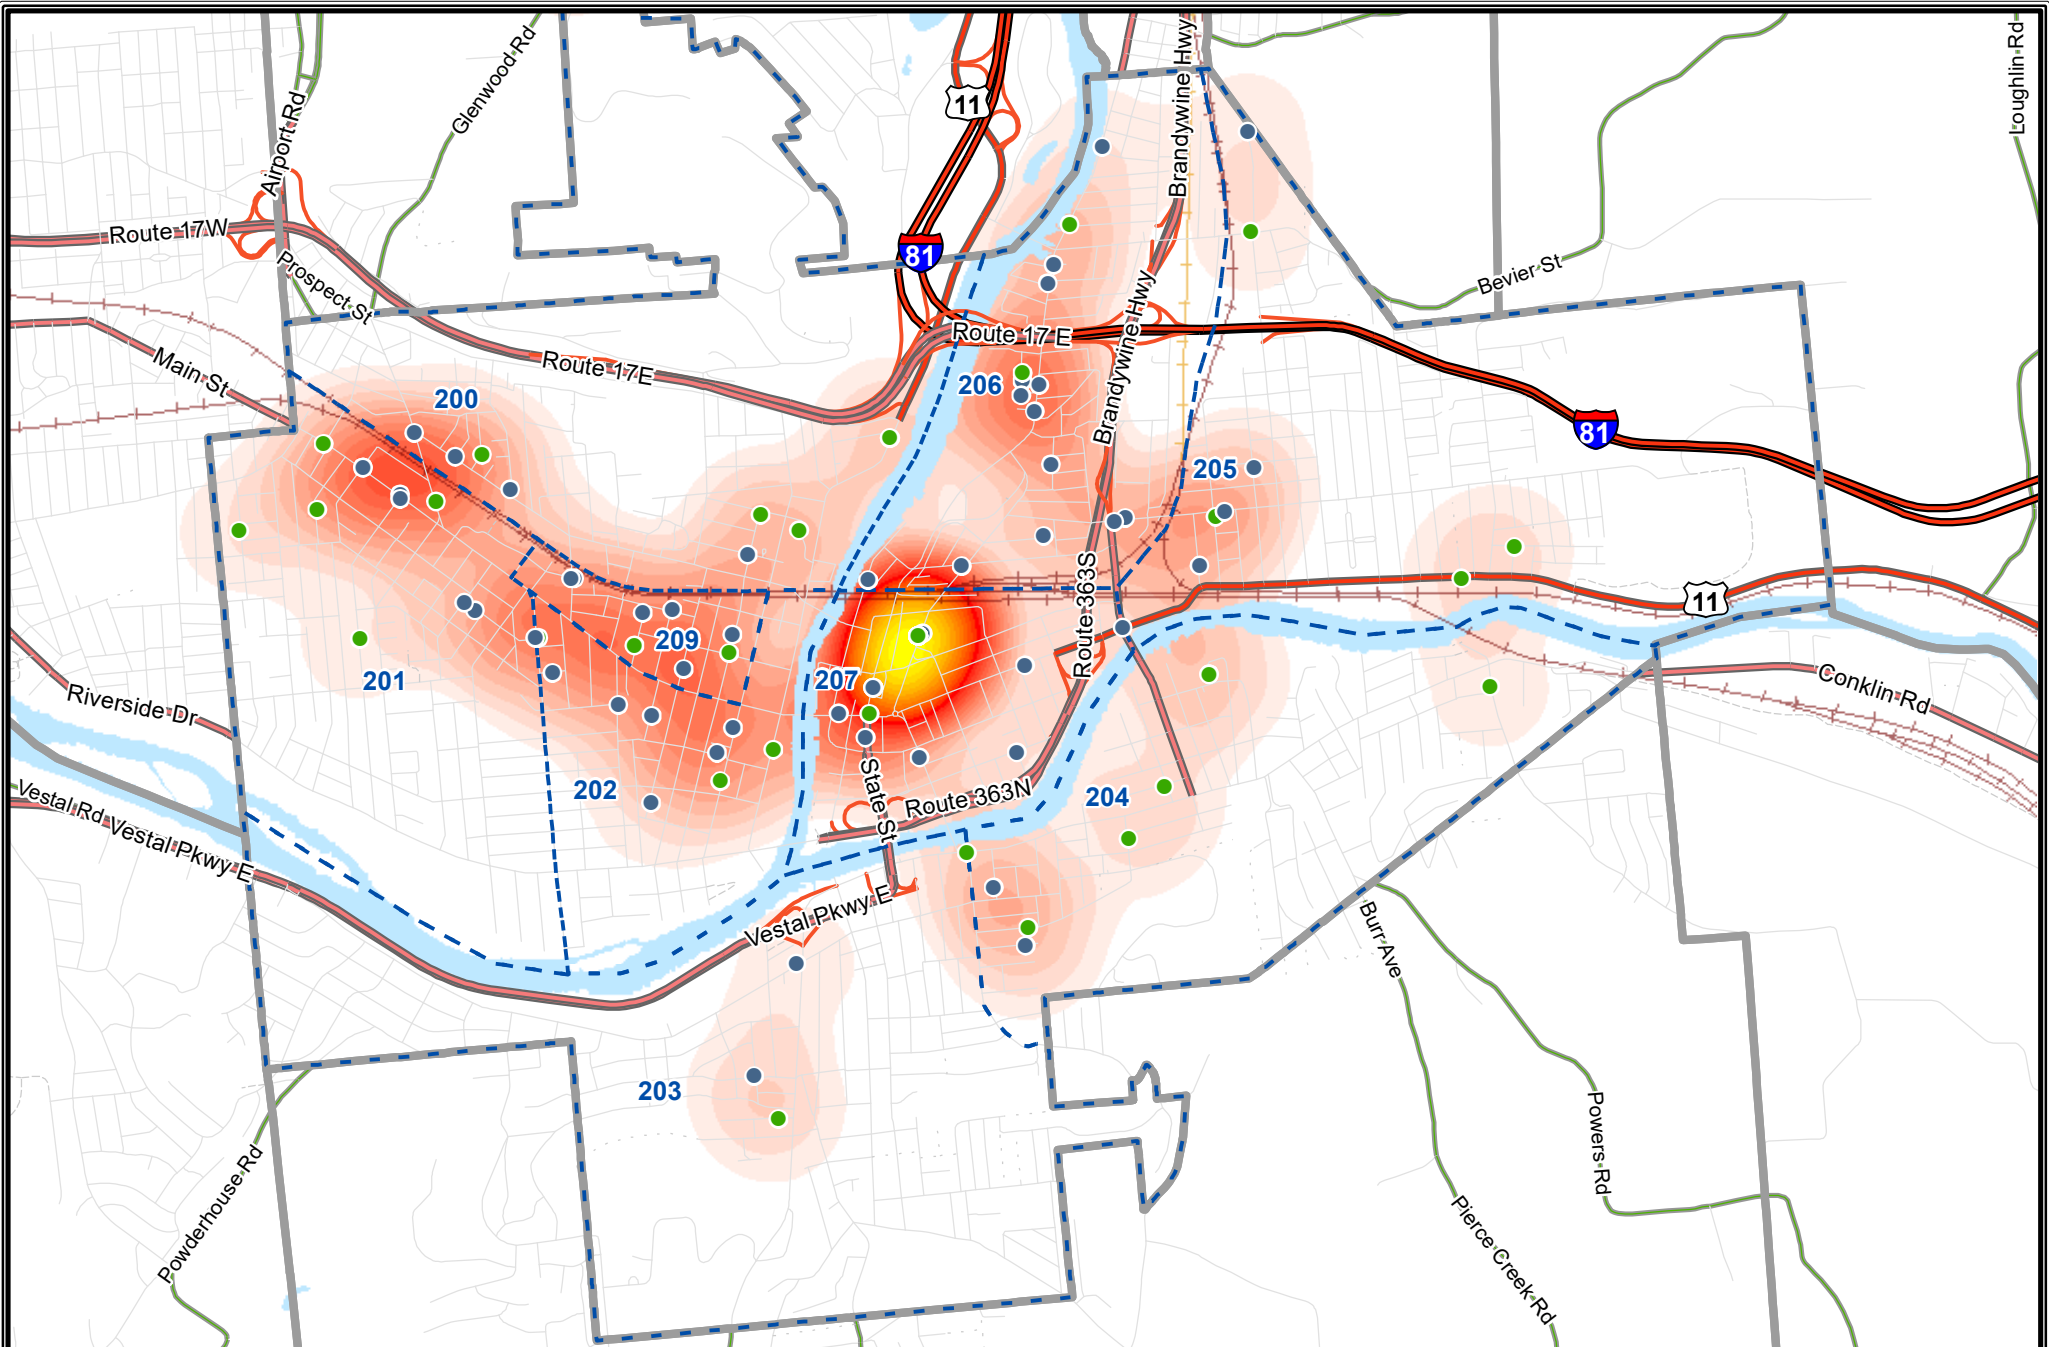 Glenwood Rd
Brandywine Hwy
Loughlin Rd
11
Airport Rd
Route 17W
81
Prospect St
Bevier St
Brandywine Hwy
Route 17 E
Main St
Route 17E
206
200
81
205
Route 363S
11
209
207
201
Riverside Dr
Conklin Rd
State St
Route 363N
202
204
Vestal Rd
Vestal Pkwy E
Vestal Pkwy E
Burr Ave
203
Powers Rd
Powderhouse Rd
Pierce Creek Rd